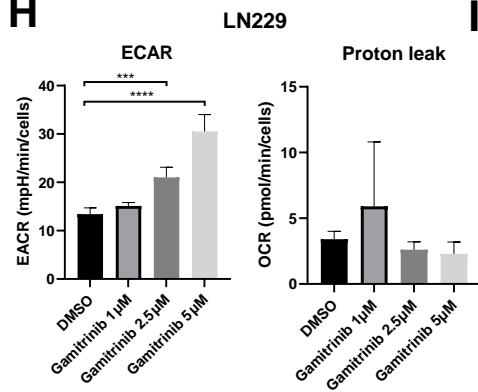 H
LN229
I
ECAR
Proton leak
***
****
EACR (mpH/min/cells)
40
30
20
10
0
DMSO
Gamitrinib 1µM
Gamitrinib 2.5µM
Gamitrinib 5µM
OCR (pmol/min/cells)
15
10
5
0
DMSO
Gamitrinib 1µM
Gamitrinib 2.5µM
Gamitrinib 5µM